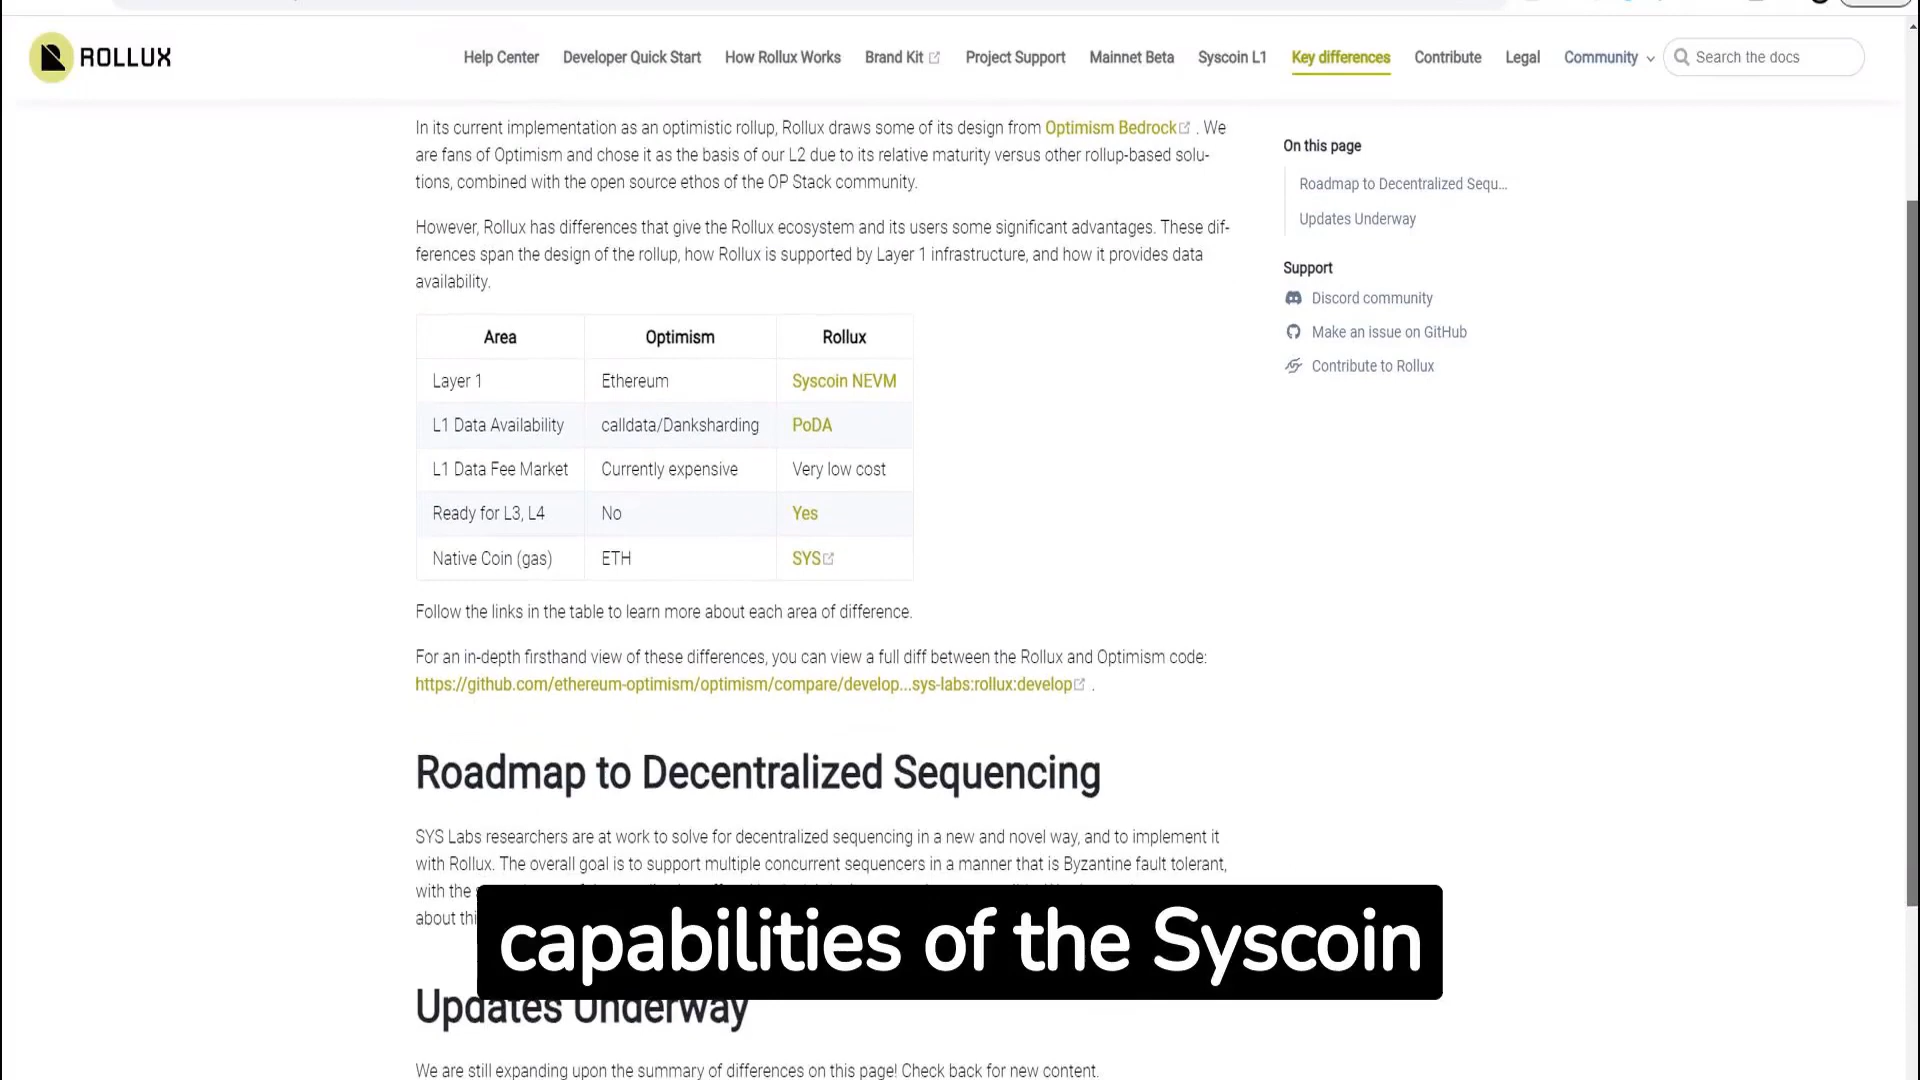 ROLLUX
Help Center Developer Quick Start How Rollux Works Brand Kit Project Support Mainnet Beta Syscoin L1 Key differences Contribute Legal Community Search the docs
In its current implementation as an optimistic rollup, Rollux draws some of its design from Optimism Bedrock . We
are fans of Optimism and chose it as the basis of our L2 due to its relative maturity versus other rollup-based solu-
tions, combined with the open source ethos of the OP Stack community.
However, Rollux has differences that give the Rollux ecosystem and its users some significant advantages. These dif-
ferences span the design of the rollup, how Rollux is supported by Layer 1 infrastructure, and how it provides data
availability.
Area Optimism Rollux
Layer 1 Ethereum Syscoin NEVM
L1 Data Availability calldata/Danksharding PoDA
L1 Data Fee Market Currently expensive Very low cost
Ready for L3, L4 No Yes
Native Coin (gas) ETH SYS
Follow the links in the table to learn more about each area of difference.
For an in-depth firsthand view of these differences, you can view a full diff between the Rollux and Optimism code:
https://github.com/ethereum-optimism/optimism/compare/develop...sys-labs:rollux:develop .
Roadmap to Decentralized Sequencing
SYS Labs researchers are at work to solve for decentralized sequencing in a new and novel way, and to implement it
with Rollux. The overall goal is to support multiple concurrent sequencers in a manner that is Byzantine fault tolerant,
with the
about
capabilities of the Syscoin
Updates Underway
We are still expanding upon the summary of differences on this page! Check back for new content.
On this page
Roadmap to Decentralized Sequ...
Updates Underway
Support
Discord community
Make an issue on GitHub
Contribute to Rollux